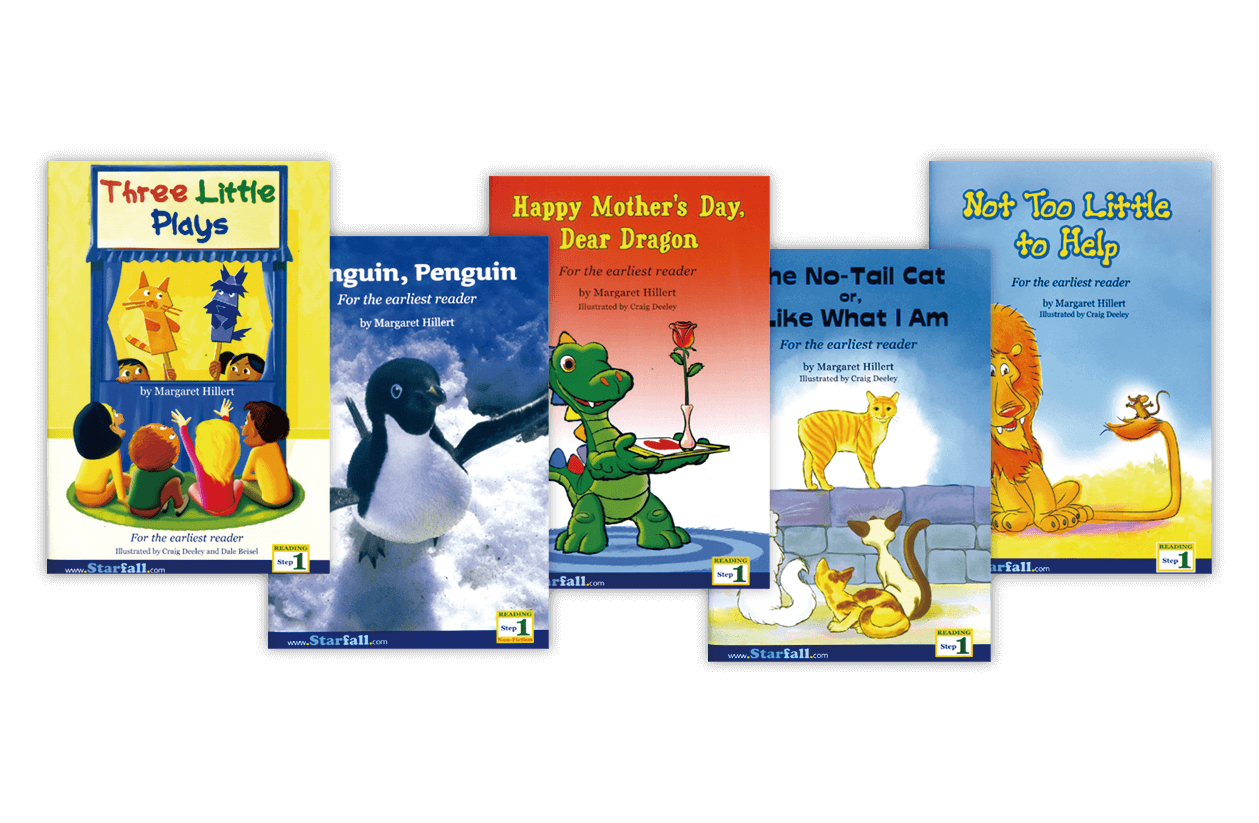 Three Little
Plays
by Margaret Hillert
For the earliest reader
Illustrated by Craig Deeley and Dale Beisel
READING
Step 1
www.Starfall.com
nguin, Penguin
For the earliest reader
by Margaret Hillert
READING
Step 1
Non-Fiction
www.Starfall.com
Happy Mother's Day,
Dear Dragon
For the earliest reader
by Margaret Hillert
Illustrated by Craig Deeley
READING
Step 1
rfall.com
he No-Tail Cat
or,
Like What I Am
For the earliest reader
by Margaret Hillert
Illustrated by Craig Deeley
READING
Step 1
www.Starfall.com
Not Too Little
to Help
For the earliest reader
by Margaret Hillert
Illustrated by Craig Deeley
READING
Step 1
arfall.com